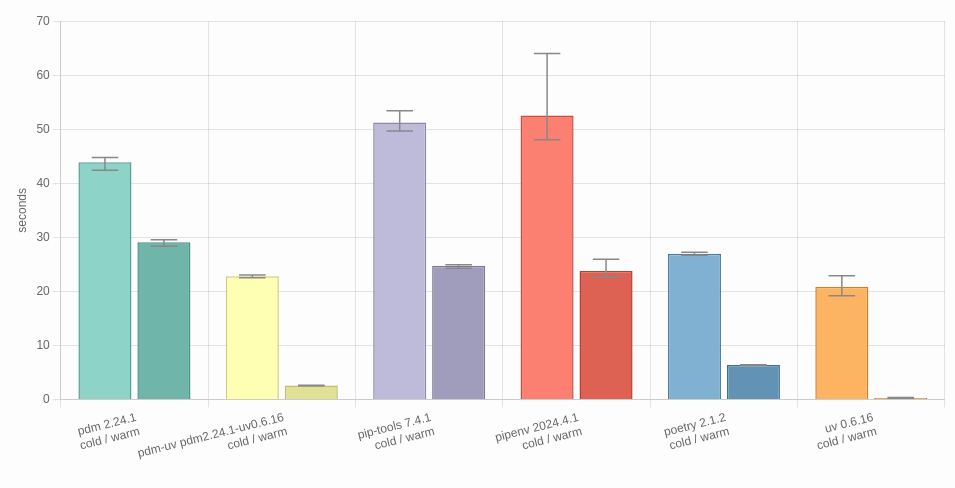 70
60
50
40
30
20
10
0
seconds
pdm 2.24.1
cold / warm
pdm-uv pdm2.24.1-uv0.6.16
cold / warm
pip-tools 7.4.1
cold / warm
pipenv 2024.4.1
cold / warm
poetry 2.1.2
cold / warm
uv 0.6.16
cold / warm